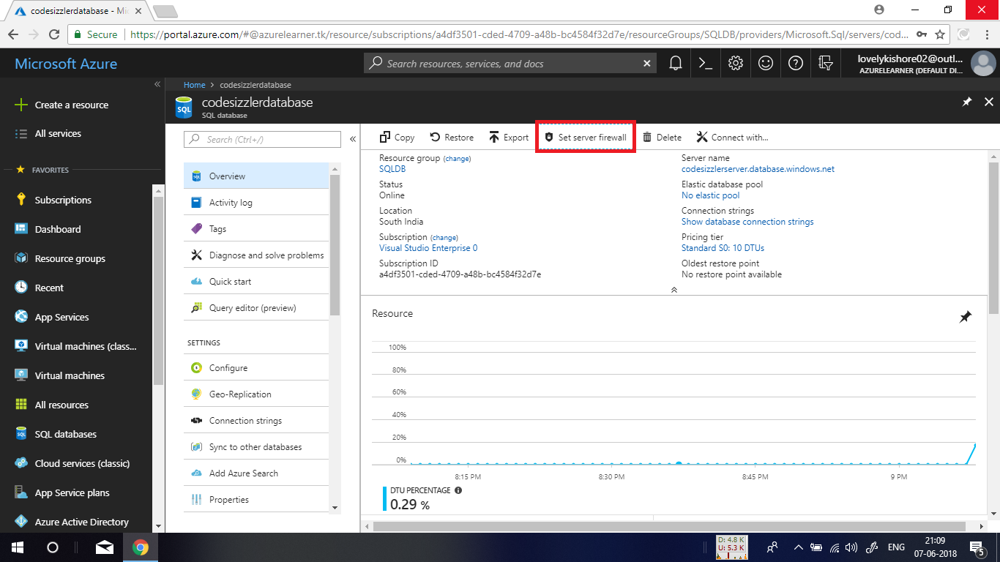 codesizzlerdatabase - Mi
Secure
https://portal.azure.com/#@azurelearner.tk/resource/subscriptions/a4df3501-cded-4709-a48b-bc4584f32d7e/resourceGroups/SQLDB/providers/Microsoft.Sql/servers/cod...
Microsoft Azure
Search resources, services, and docs
lovelykishore02@outl...
AZURELEARNER (DEFAULT DI...
Create a resource
All services
FAVORITES
Subscriptions
Dashboard
Resource groups
Recent
App Services
Virtual machines (class...
Virtual machines
All resources
SQL databases
Cloud services (classic)
App Service plans
Azure Active Directory
Home > codesizzlerdatabase
SQL
codesizzlerdatabase
SQL database
Search (Ctrl+/)
Overview
Activity log
Tags
Diagnose and solve problems
Quick start
Query editor (preview)
SETTINGS
Configure
Geo-Replication
Connection strings
Sync to other databases
Add Azure Search
Properties
Copy Restore Export Set server firewall Delete Connect with...
Resource group (change)
SQLDB
Status
Online
Location
South India
Subscription (change)
Visual Studio Enterprise 0
Subscription ID
a4df3501-cded-4709-a48b-bc4584f32d7e
Server name
codesizzlerserver.database.windows.net
Elastic database pool
No elastic pool
Connection strings
Show database connection strings
Pricing tier
Standard S0: 10 DTUs
Oldest restore point
No restore point available
Resource
100%
80%
60%
40%
20%
0%
8:15 PM 8:30 PM 8:45 PM 9 PM
DTU PERCENTAGE
0.29 %
D: 4.8 K
U: 5.3 K
ENG
21:09
07-06-2018
5